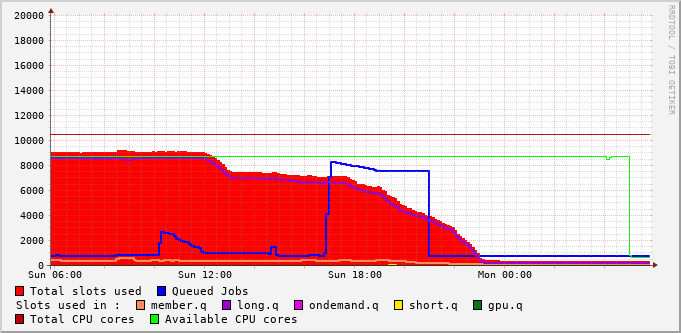 20000
18000
16000
14000
12000
10000
8000
6000
4000
2000
0
Sun 06:00 Sun 12:00 Sun 18:00 Mon 00:00
Total slots used Queued Jobs
Slots used in : member.q long.q ondemand.q short.q gpu.q
Total CPU cores Available CPU cores
RRDTOOL / TOBI OETIKER